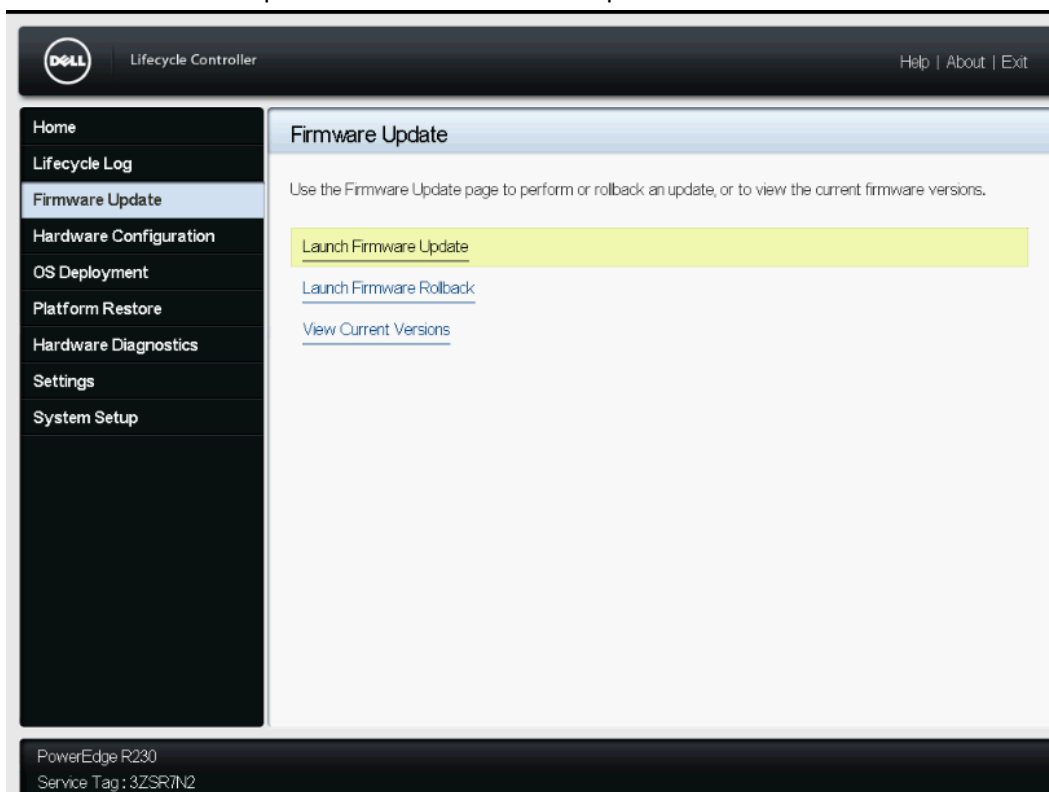 DELL
Lifecycle Controller
Help | About | Exit
Home
Lifecycle Log
Firmware Update
Hardware Configuration
OS Deployment
Platform Restore
Hardware Diagnostics
Settings
System Setup
Firmware Update
Use the Firmware Update page to perform or rollback an update, or to view the current firmware versions.
Launch Firmware Update
Launch Firmware Rollback
View Current Versions
PowerEdge R230
Service Tag : 3ZSR7N2